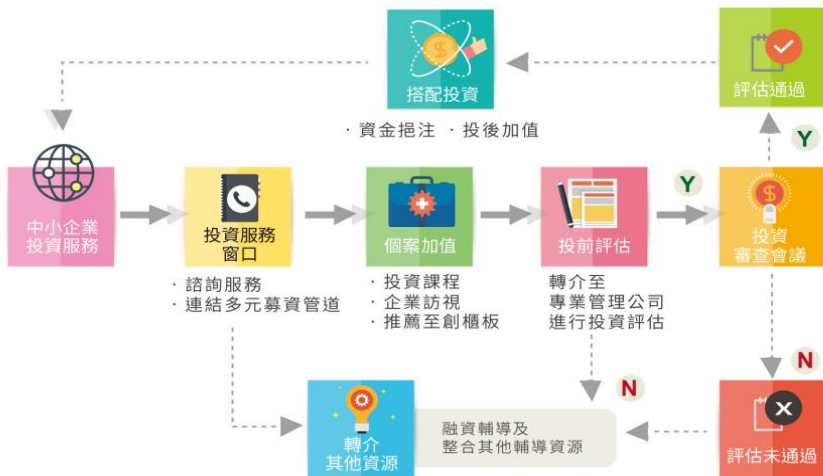 搭配投資
評估通過
· 資金挹注 · 投後加值
Y
Y
中小企業
投資服務
投資服務
窗口
個案加值
投前評估
投資
審查會議
· 諮詢服務
· 連結多元募資管道
· 投資課程
· 企業訪視
· 推薦至創櫃板
轉介至
專業管理公司
進行投資評估
N
N
轉介
其他資源
融資輔導及
整合其他輔導資源
X
評估未通過